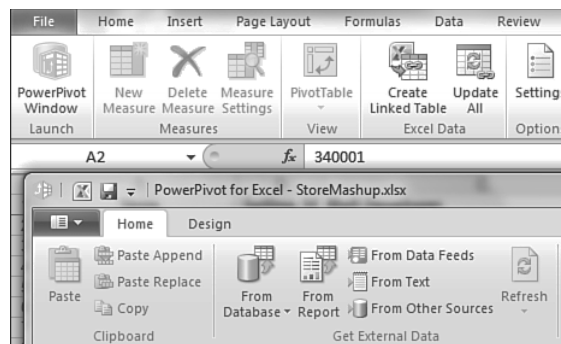 File Home Insert Page Layout Formulas Data Review
PowerPivot Window New Measure Delete Measure Measure Settings PivotTable Create Linked Table Update All Setting
Launch Measures View Excel Data Option
A2 fx 340001
PowerPivot for Excel - StoreMashup.xlsx
Home Design
Paste Paste Append Paste Replace Copy From Database From Report From Data Feeds From Text From Other Sources Refresh
Clipboard Get External Data